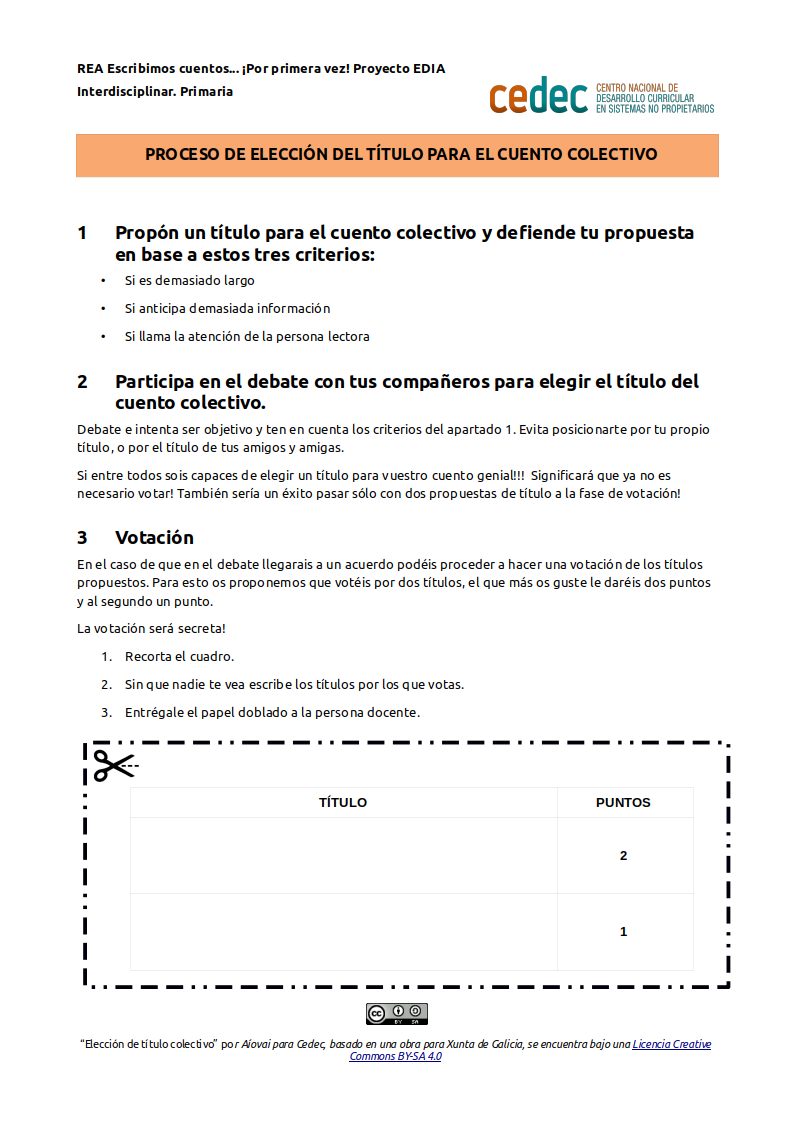 REA Escribimos cuentos... ¡Por primera vez! Proyecto EDIA
Interdisciplinar. Primaria
cedec
CENTRO NACIONAL DE
DESARROLLO CURRICULAR
EN SISTEMAS NO PROPIETARIOS
PROCESO DE ELECCIÓN DEL TÍTULO PARA EL CUENTO COLECTIVO
1 Propón un título para el cuento colectivo y defiende tu propuesta
en base a estos tres criterios:
• Si es demasiado largo
• Si anticipa demasiada información
• Si llama la atención de la persona lectora
2 Participa en el debate con tus compañeros para elegir el título del
cuento colectivo.
Debate e intenta ser objetivo y ten en cuenta los criterios del apartado 1. Evita posicionarte por tu propio
título, o por el título de tus amigos y amigas.
Si entre todos sois capaces de elegir un título para vuestro cuento genial!!! Significará que ya no es
necesario votar! También sería un éxito pasar sólo con dos propuestas de título a la fase de votación!
3 Votación
En el caso de que en el debate llegarais a un acuerdo podéis proceder a hacer una votación de los títulos
propuestos. Para esto os proponemos que votéis por dos títulos, el que más os guste le daréis dos puntos
y al segundo un punto.
La votación será secreta!
1. Recorta el cuadro.
2. Sin que nadie te vea escribe los títulos por los que votas.
3. Entrégale el papel doblado a la persona docente.
TÍTULO PUNTOS
2
1
cc BY SA
“Elección de título colectivo” por Aíovai para Cedec, basado en una obra para Xunta de Galicia, se encuentra bajo una Licencia Creative
Commons BY-SA 4.0